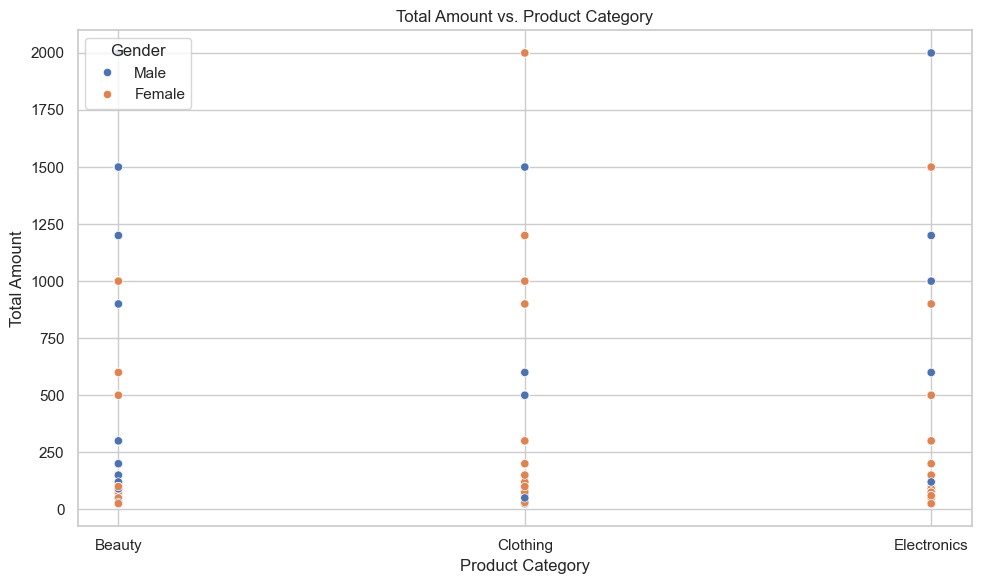 Total Amount vs. Product Category
Gender
Male
Female
2000
1750
1500
1250
1000
750
500
250
0
Total Amount
Beauty
Clothing
Electronics
Product Category